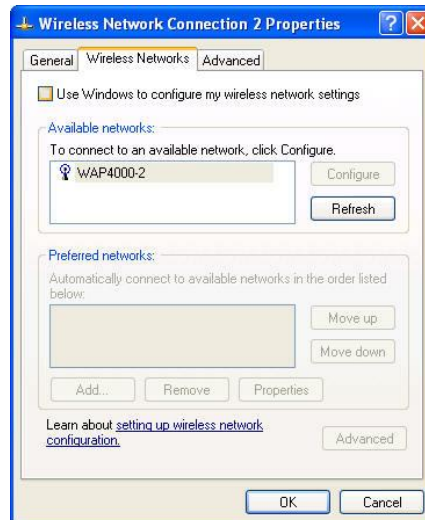 Wireless Network Connection 2 Properties
General Wireless Networks Advanced
Use Windows to configure my wireless network settings
Available networks:
To connect to an available network, click Configure.
WAP4000-2
Configure
Refresh
Preferred networks:
Automatically connect to available networks in the order listed
below:
Move up
Move down
Add... Remove Properties
Learn about setting up wireless network
configuration.
Advanced
OK Cancel